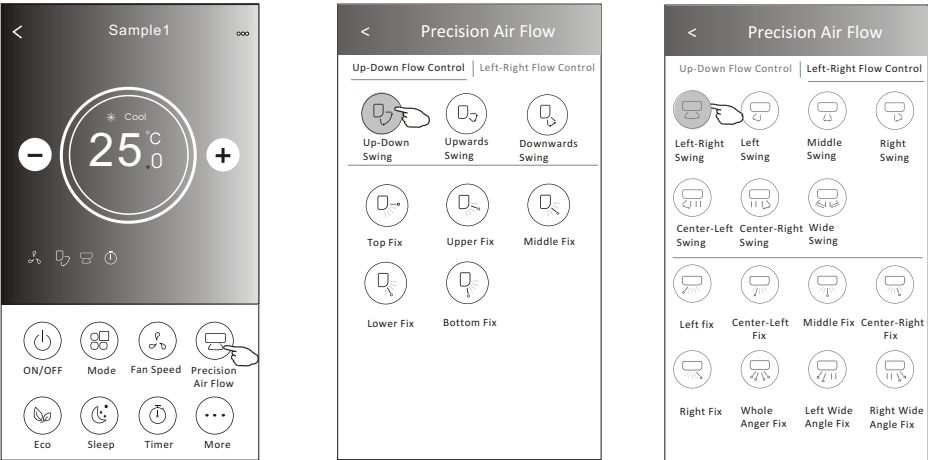 Sample1
Cool
25.0°C
ON/OFF
Mode
Fan Speed
Precision
Air Flow
Eco
Sleep
Timer
More
< Precision Air Flow
Up-Down Flow Control | Left-Right Flow Control
Up-Down
Swing
Upwards
Swing
Downwards
Swing
Top Fix
Upper Fix
Middle Fix
Lower Fix
Bottom Fix
< Precision Air Flow
Up-Down Flow Control | Left-Right Flow Control
Left-Right
Swing
Left
Swing
Middle
Swing
Right
Swing
Center-Left
Swing
Center-Right
Swing
Wide
Swing
Left fix
Center-Left
Fix
Middle Fix
Center-Right
Fix
Right Fix
Whole
Anger Fix
Left Wide
Angle Fix
Right Wide
Angle Fix